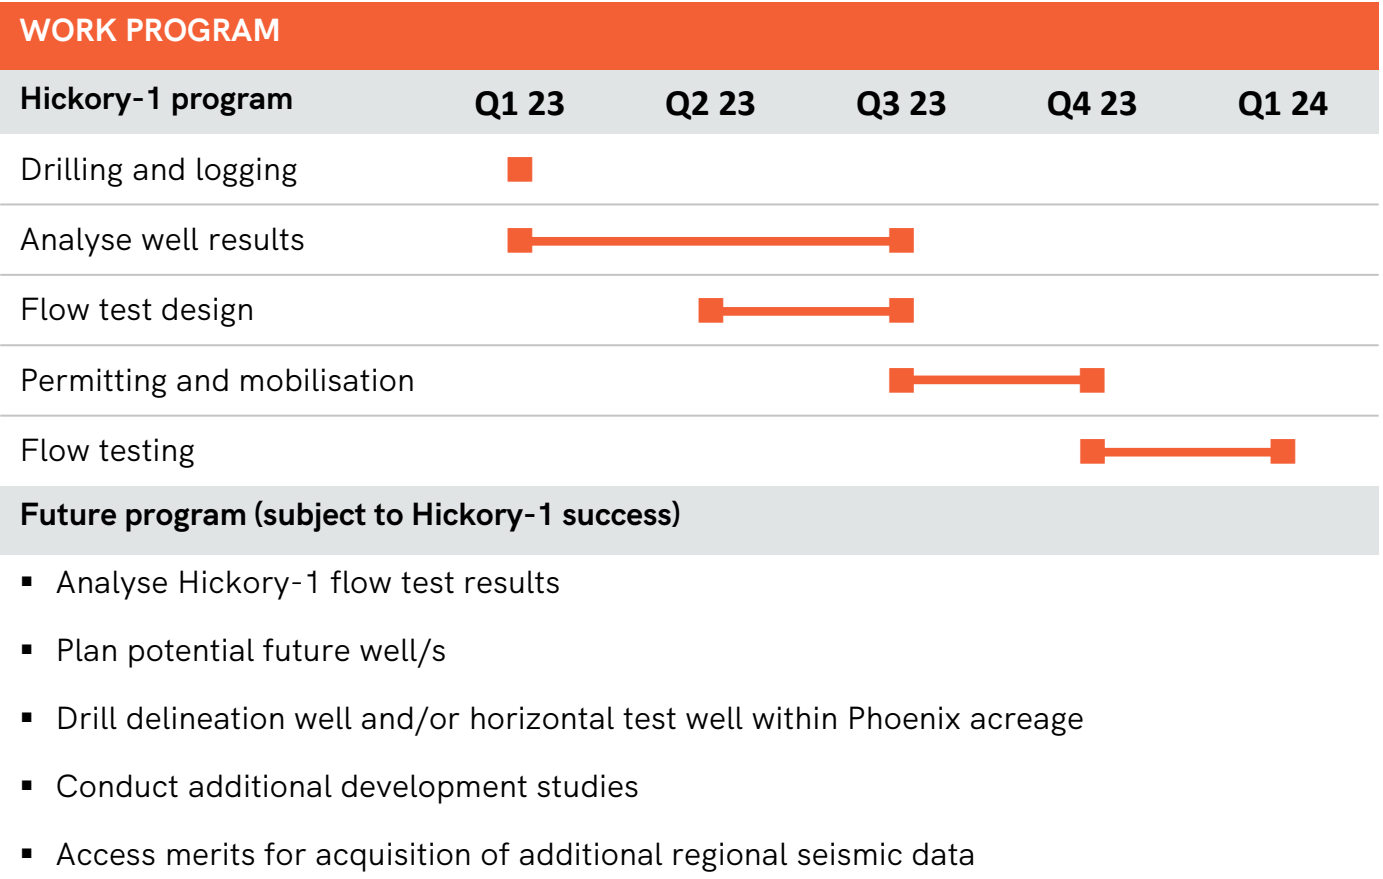 WORK PROGRAM
Hickory-1 program Q1 23 Q2 23 Q3 23 Q4 23 Q1 24
Drilling and logging
Analyse well results
Flow test design
Permitting and mobilisation
Flow testing
Future program (subject to Hickory-1 success)
▪ Analyse Hickory-1 flow test results
▪ Plan potential future well/s
▪ Drill delineation well and/or horizontal test well within Phoenix acreage
▪ Conduct additional development studies
▪ Access merits for acquisition of additional regional seismic data